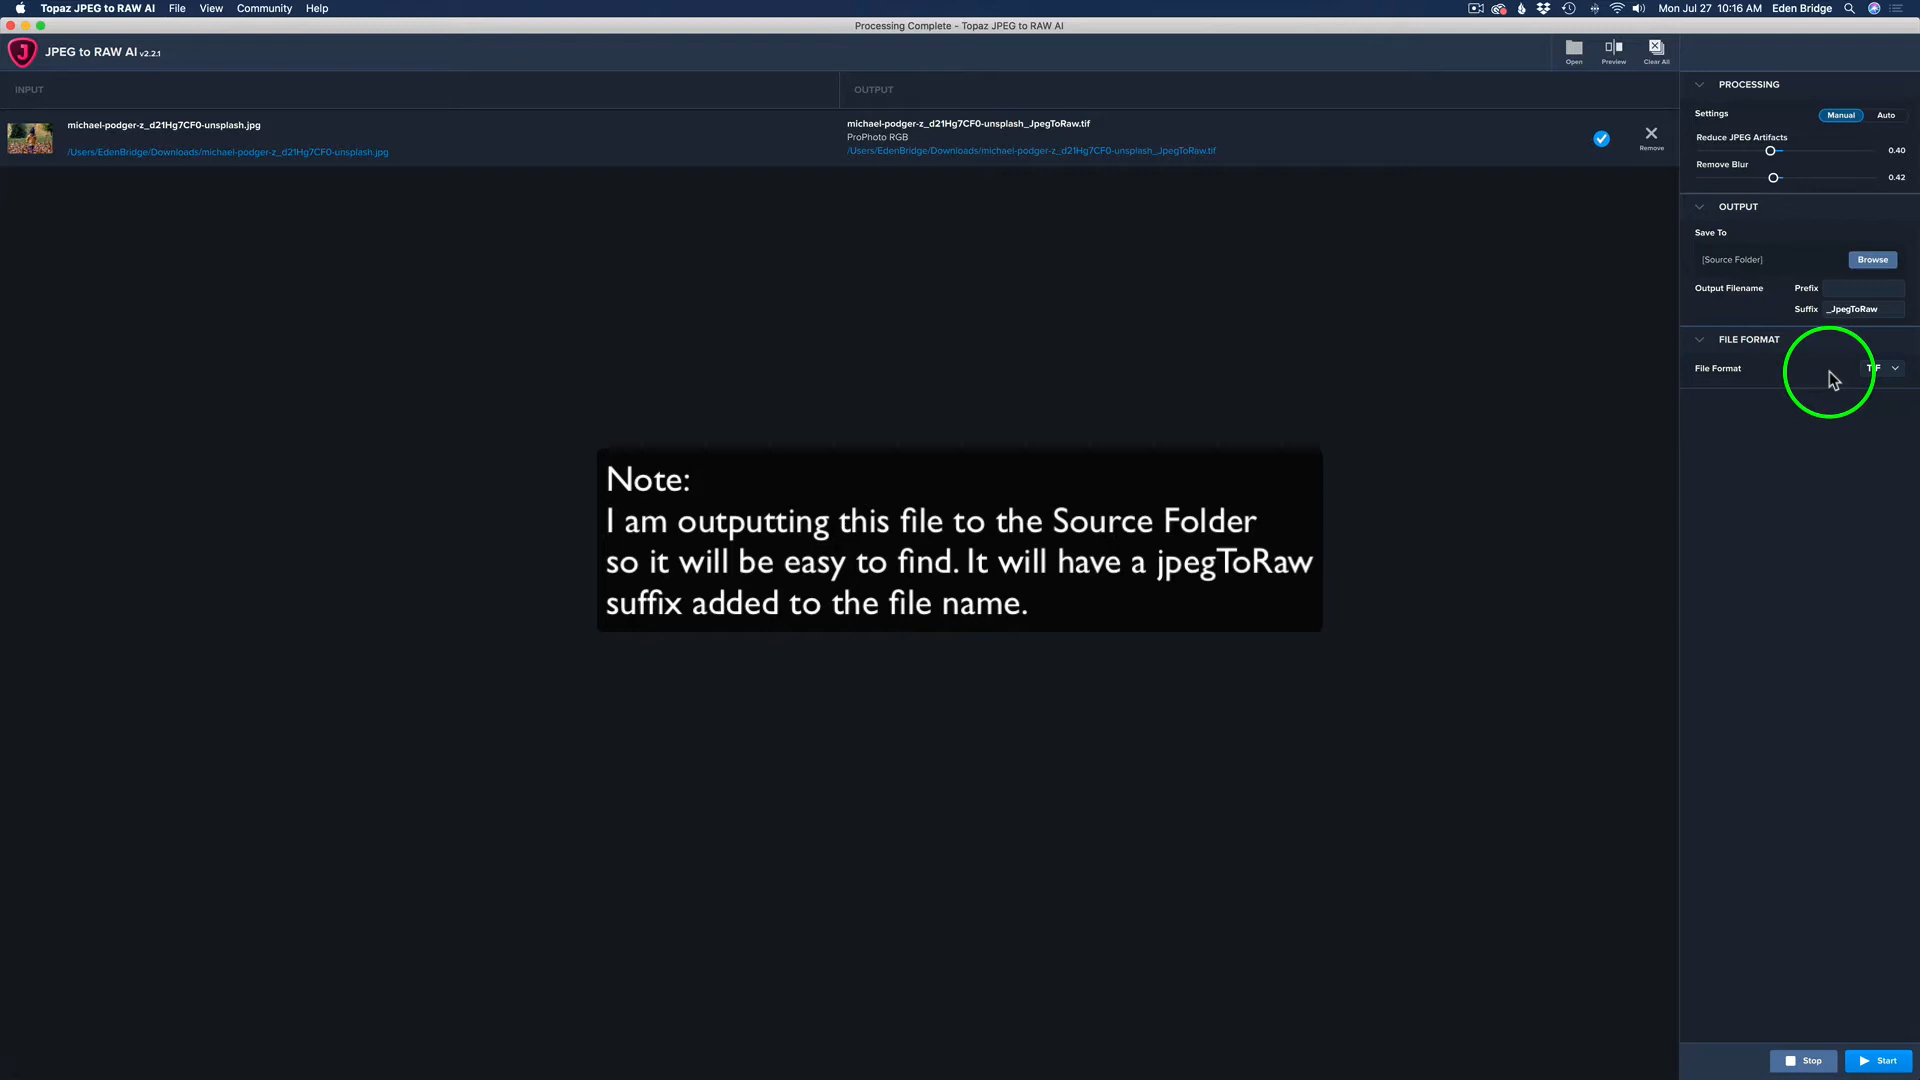 Topaz JPEG to RAW AI File View Community Help
Mon Jul 27 10:16 AM Eden Bridge
Processing Complete - Topaz JPEG to RAW AI
J JPEG to RAW AI v2.2.1
Open Preview Clear All
INPUT OUTPUT
michael-podger-z_d21Hg7CF0-unsplash.jpg
/Users/EdenBridge/Downloads/michael-podger-z_d21Hg7CF0-unsplash.jpg
michael-podger-z_d21Hg7CF0-unsplash_JpegToRaw.tif
ProPhoto RGB
/Users/EdenBridge/Downloads/michael-podger-z_d21Hg7CF0-unsplash_JpegToRaw.tif
Remove
PROCESSING
Settings Manual Auto
Reduce JPEG Artifacts
0.40
Remove Blur
0.42
OUTPUT
Save To
[Source Folder] Browse
Output Filename Prefix
Suffix _JpegToRaw
FILE FORMAT
File Format TIF
Note:
I am outputting this file to the Source Folder
so it will be easy to find. It will have a jpegToRaw
suffix added to the file name.
Stop Start